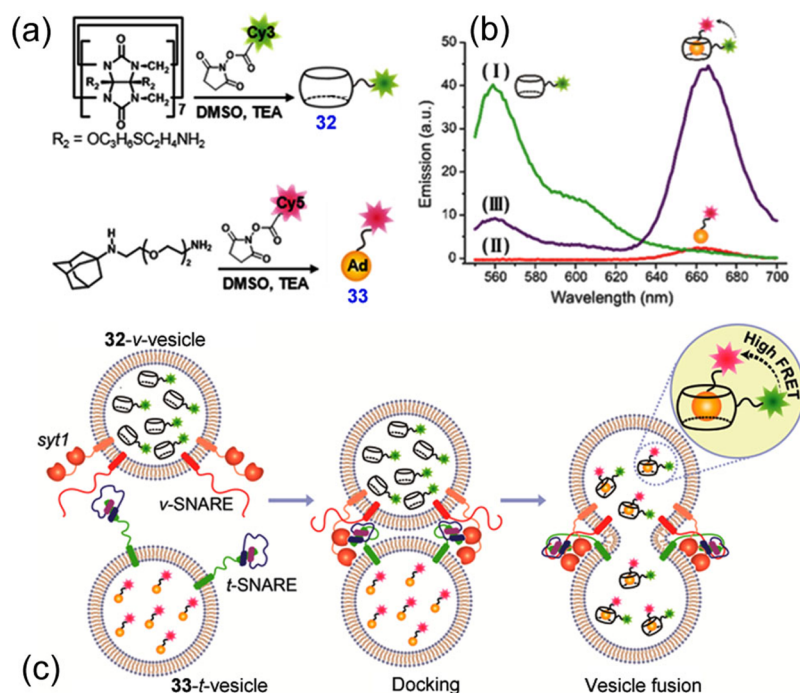 (a)
N
N
CH₂
R₂
R₂
N
N
CH₂
O
O
7
R₂ = OC₃H₆SC₂H₄NH₂
Cy3
O
O
N
O
O
DMSO, TEA
32
H
N
O
2
NH₂
Cy5
O
O
N
O
O
DMSO, TEA
Ad
33
(b)
Emission (a.u.)
50
40
30
20
10
0
(I)
(III)
(II)
560
580
600
620
640
660
680
700
Wavelength (nm)
32-v-vesicle
syt1
v-SNARE
t-SNARE
33-t-vesicle
Docking
Vesicle fusion
High FRET
(c)